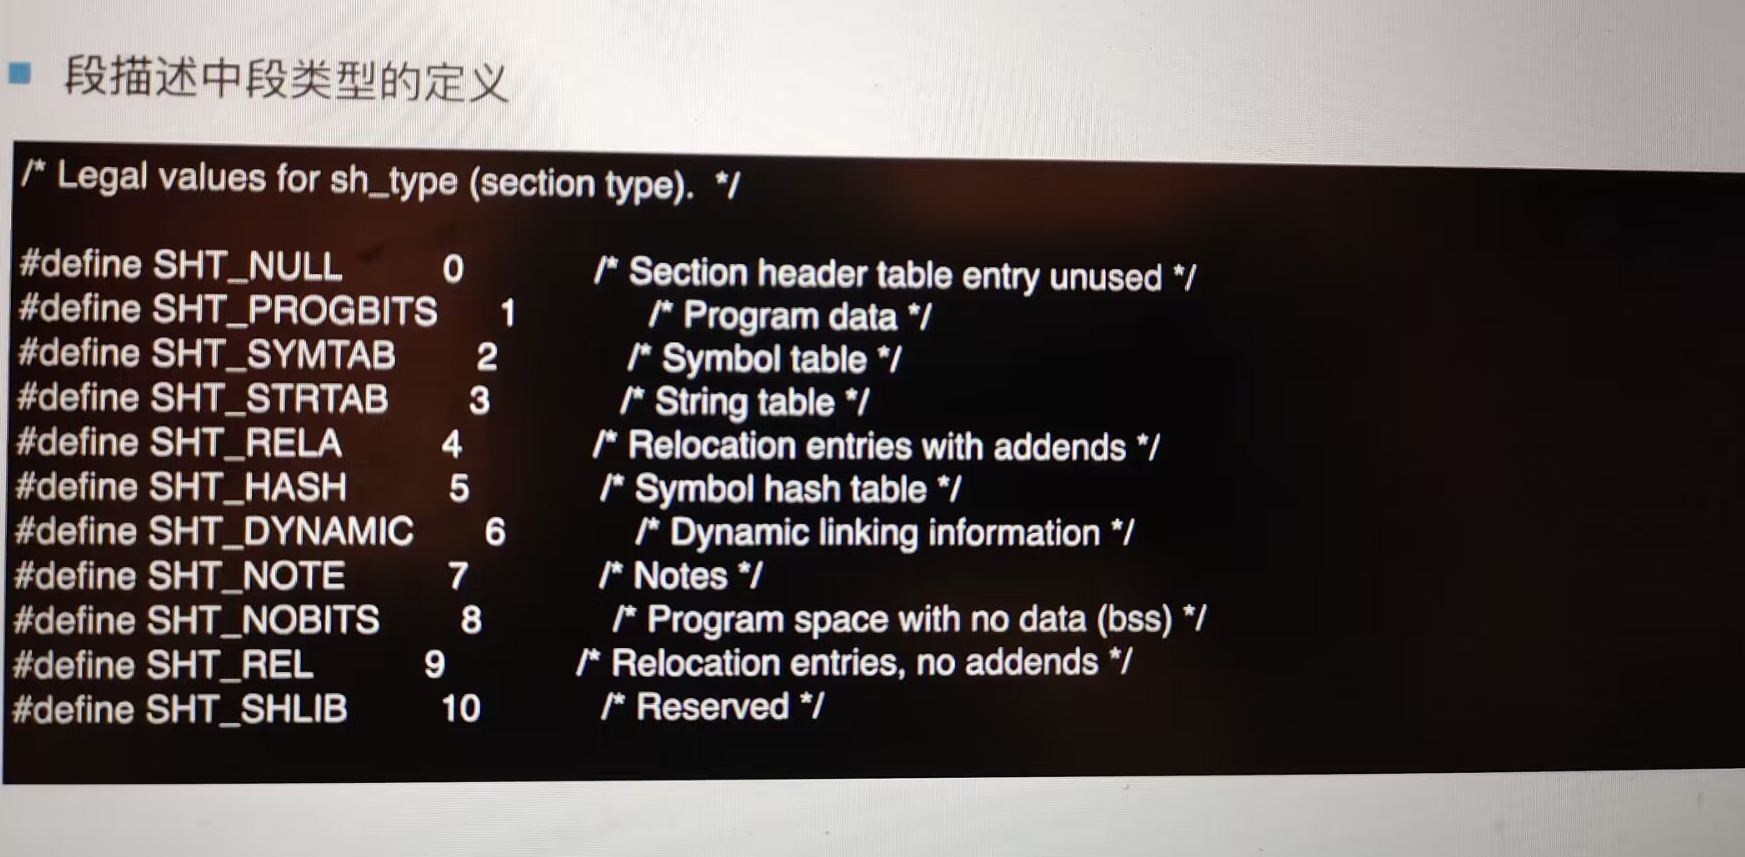 段描述中段类型的定义
/* Legal values for sh_type (section type). */
#define SHT_NULL 0 /* Section header table entry unused */
#define SHT_PROGBITS 1 /* Program data */
#define SHT_SYMTAB 2 /* Symbol table */
#define SHT_STRTAB 3 /* String table */
#define SHT_RELA 4 /* Relocation entries with addends */
#define SHT_HASH 5 /* Symbol hash table */
#define SHT_DYNAMIC 6 /* Dynamic linking information */
#define SHT_NOTE 7 /* Notes */
#define SHT_NOBITS 8 /* Program space with no data (bss) */
#define SHT_REL 9 /* Relocation entries, no addends */
#define SHT_SHLIB 10 /* Reserved */